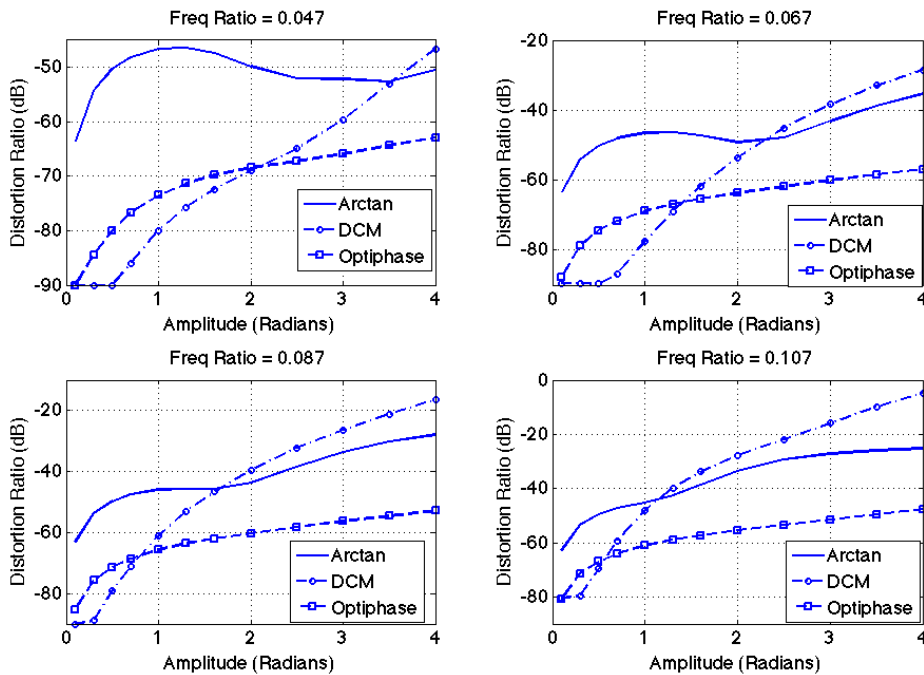 Freq Ratio = 0.047
Distortion Ratio (dB)
-50
-60
-70
-80
-90
0
1
2
3
4
Amplitude (Radians)
Arctan
DCM
Optiphase
Freq Ratio = 0.067
Distortion Ratio (dB)
-20
-40
-60
-80
0
1
2
3
4
Amplitude (Radians)
Arctan
DCM
Optiphase
Freq Ratio = 0.087
Distortion Ratio (dB)
-20
-40
-60
-80
0
1
2
3
4
Amplitude (Radians)
Arctan
DCM
Optiphase
Freq Ratio = 0.107
Distortion Ratio (dB)
0
-20
-40
-60
-80
0
1
2
3
4
Amplitude (Radians)
Arctan
DCM
Optiphase